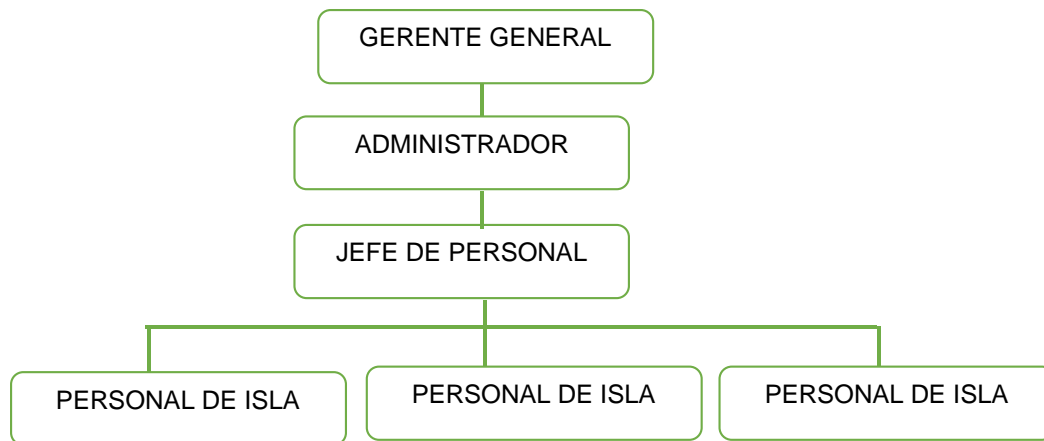 GERENTE GENERAL
ADMINISTRADOR
JEFE DE PERSONAL
PERSONAL DE ISLA
PERSONAL DE ISLA
PERSONAL DE ISLA